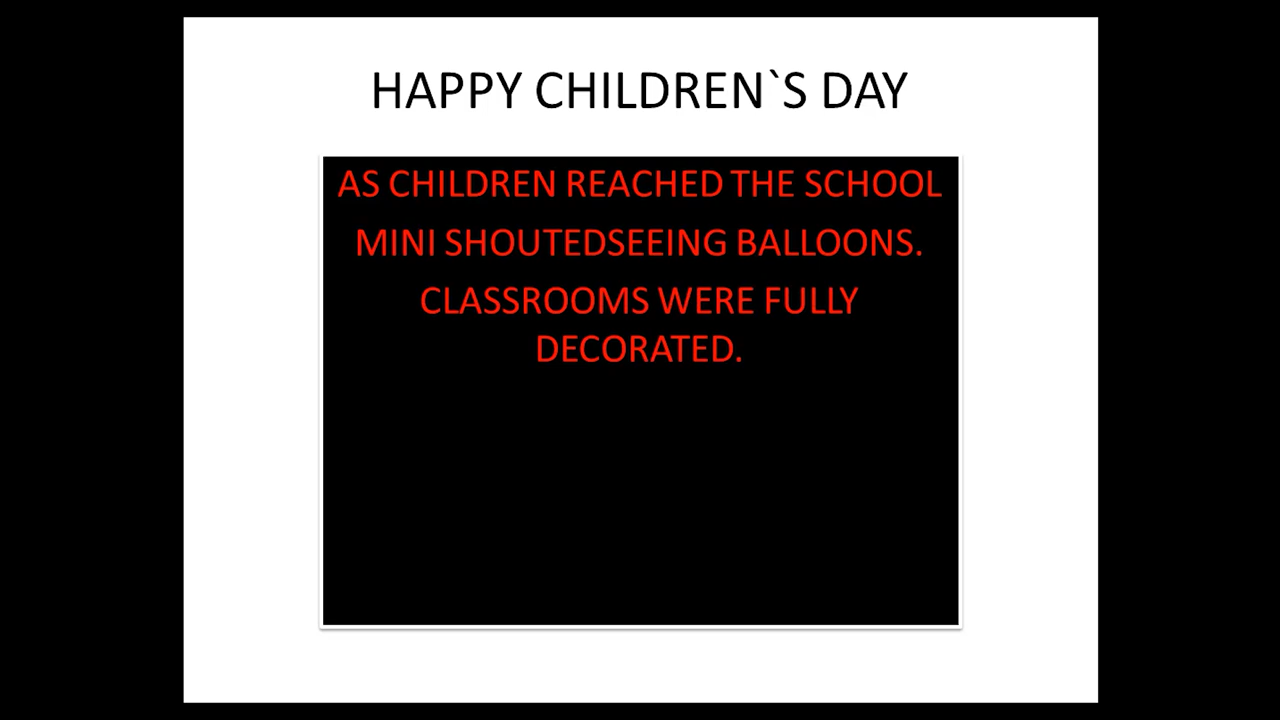 HAPPY CHILDREN`S DAY
AS CHILDREN REACHED THE SCHOOL
MINI SHOUTEDSEEING BALLOONS.
CLASSROOMS WERE FULLY
DECORATED.